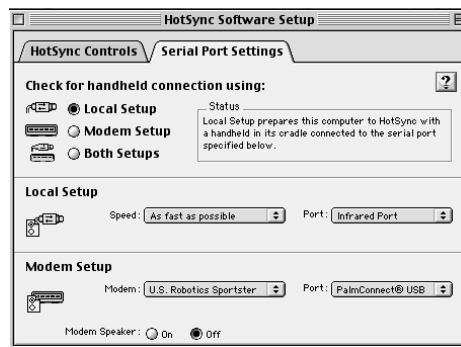 HotSync Software Setup
HotSync Controls
Serial Port Settings
Check for handheld connection using:
?
Local Setup
Modem Setup
Both Setups
Status
Local Setup prepares this computer to HotSync with
a handheld in its cradle connected to the serial port
specified below.
Local Setup
Speed: As fast as possible
Port: Infrared Port
Modem Setup
Modem: U.S. Robotics Sportster
Port: PalmConnect® USB
Modem Speaker: On Off